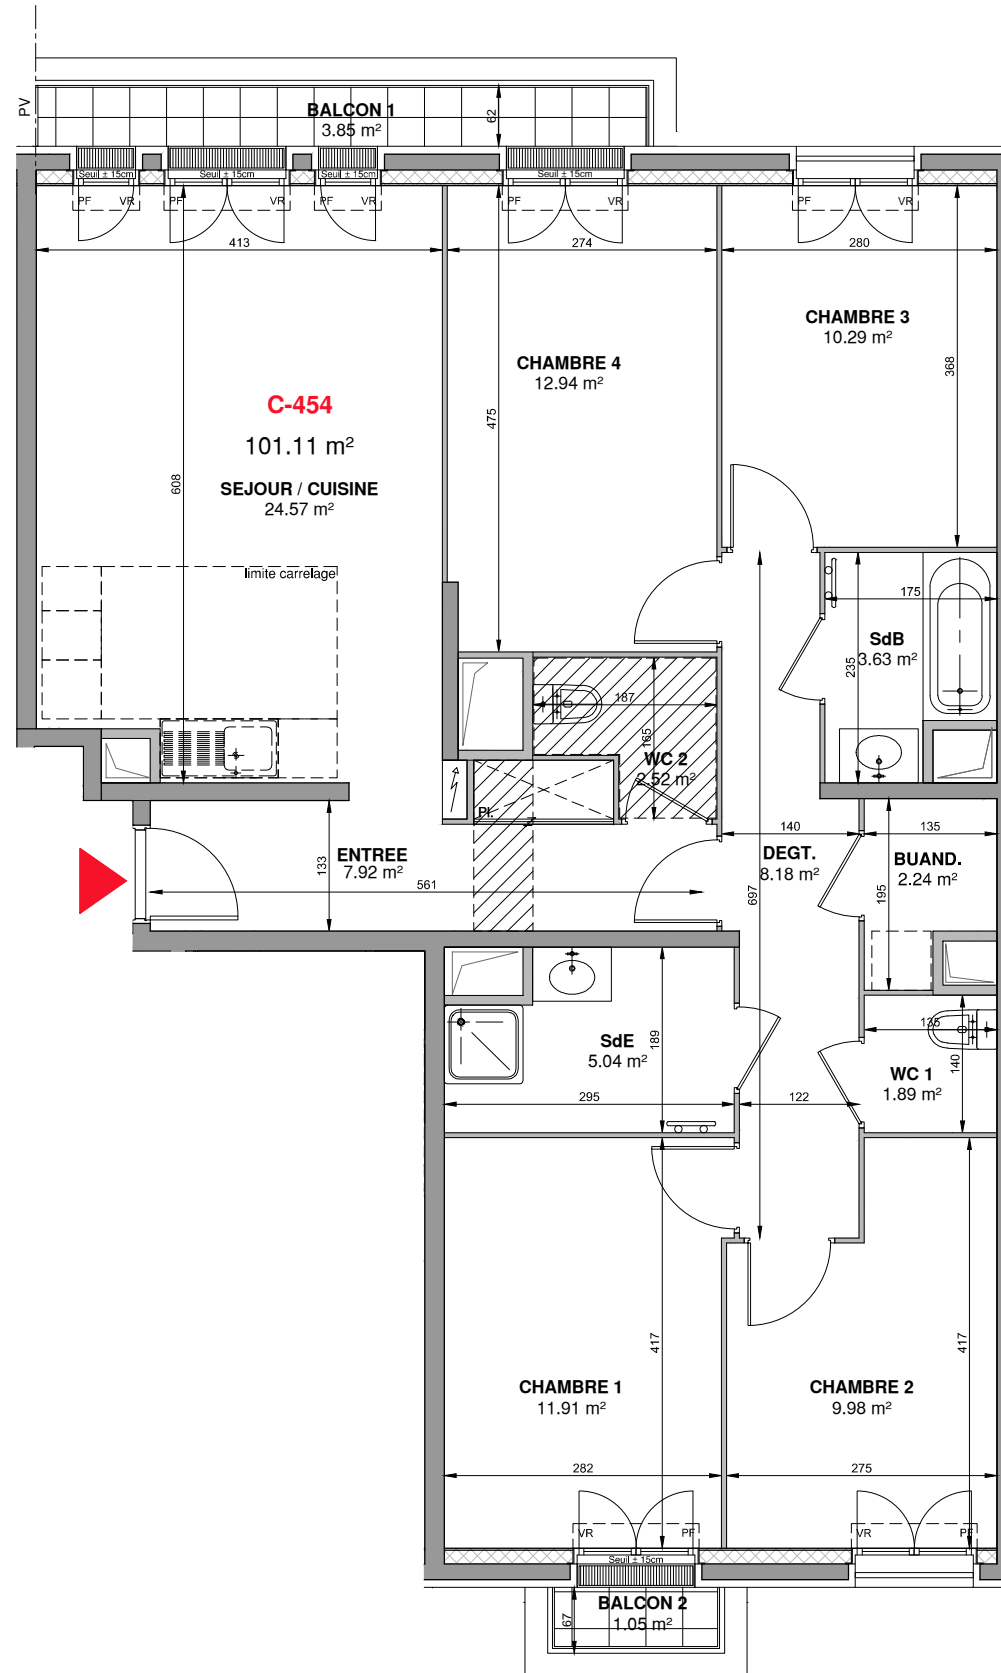 PV
BALCON 1
3.85 m²
62
Seuil ± 15cm
Seuil ± 15cm
Seuil ± 15cm
Seuil ± 15cm
PF
VR
PF
VR
PF
VR
PF
VR
PF
VR
413
274
280
CHAMBRE 3
10.29 m²
368
CHAMBRE 4
12.94 m²
475
C-454
101.11 m²
608
SEJOUR / CUISINE
24.57 m²
limite carrelage
175
SdB
3.63 m²
235
187
165
WC 2
2.52 m²
Pl.
140
135
ENTREE
7.92 m²
133
561
DEGT.
8.18 m²
697
BUAND.
2.24 m²
195
SdE
5.04 m²
189
135
WC 1
1.89 m²
140
295
122
417
417
CHAMBRE 1
11.91 m²
CHAMBRE 2
9.98 m²
282
275
VR
PF
VR
PF
Seuil ± 15cm
BALCON 2
1.05 m²
67